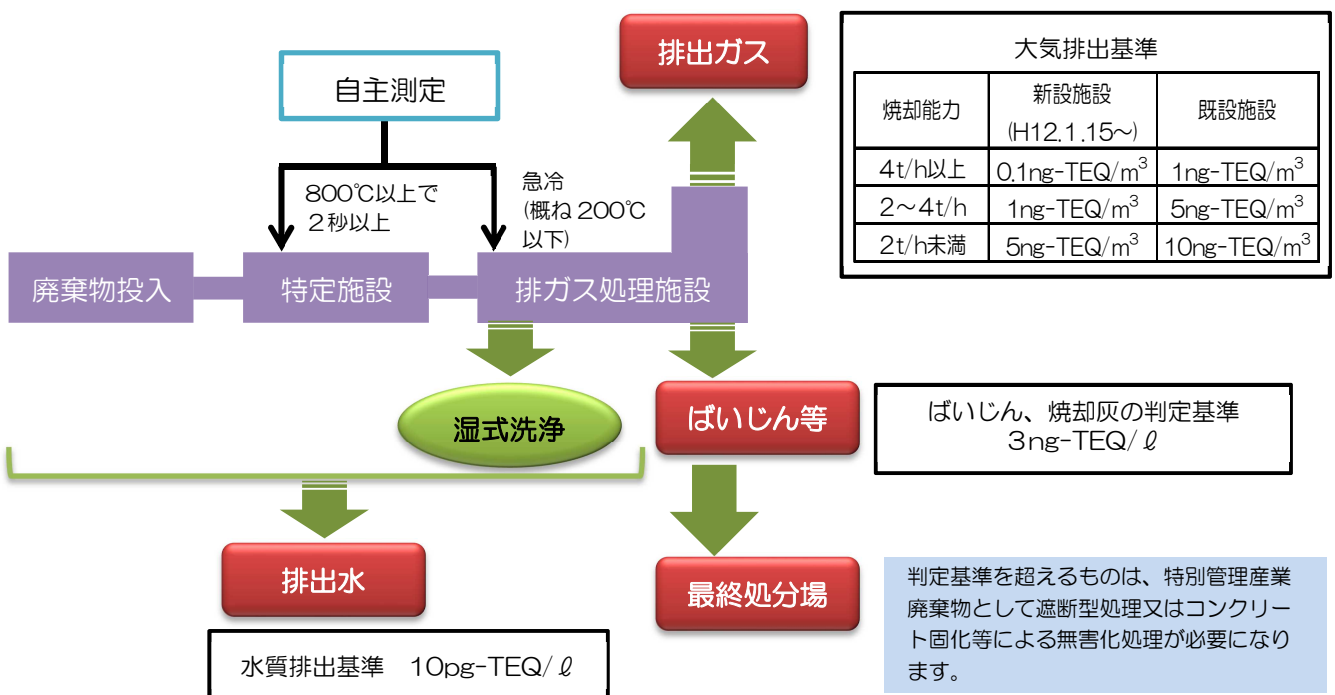 排出ガス
自主測定
800℃以上で
2秒以上
急冷
(概ね 200℃
以下)
廃棄物投入
特定施設
排ガス処理施設
湿式洗浄
ばいじん等
排出水
最終処分場
水質排出基準　10pg-TEQ/ℓ
大気排出基準
焼却能力
新設施設
(H12.1.15～)
既設施設
4t/h以上 0.1ng-TEQ/m³ 1ng-TEQ/m³
2～4t/h 1ng-TEQ/m³ 5ng-TEQ/m³
2t/h未満 5ng-TEQ/m³ 10ng-TEQ/m³
ばいじん、焼却灰の判定基準
3ng-TEQ/ℓ
判定基準を超えるものは、特別管理産業
廃棄物として遮断型処理又はコンクリー
ト固化等による無害化処理が必要になり
ます。